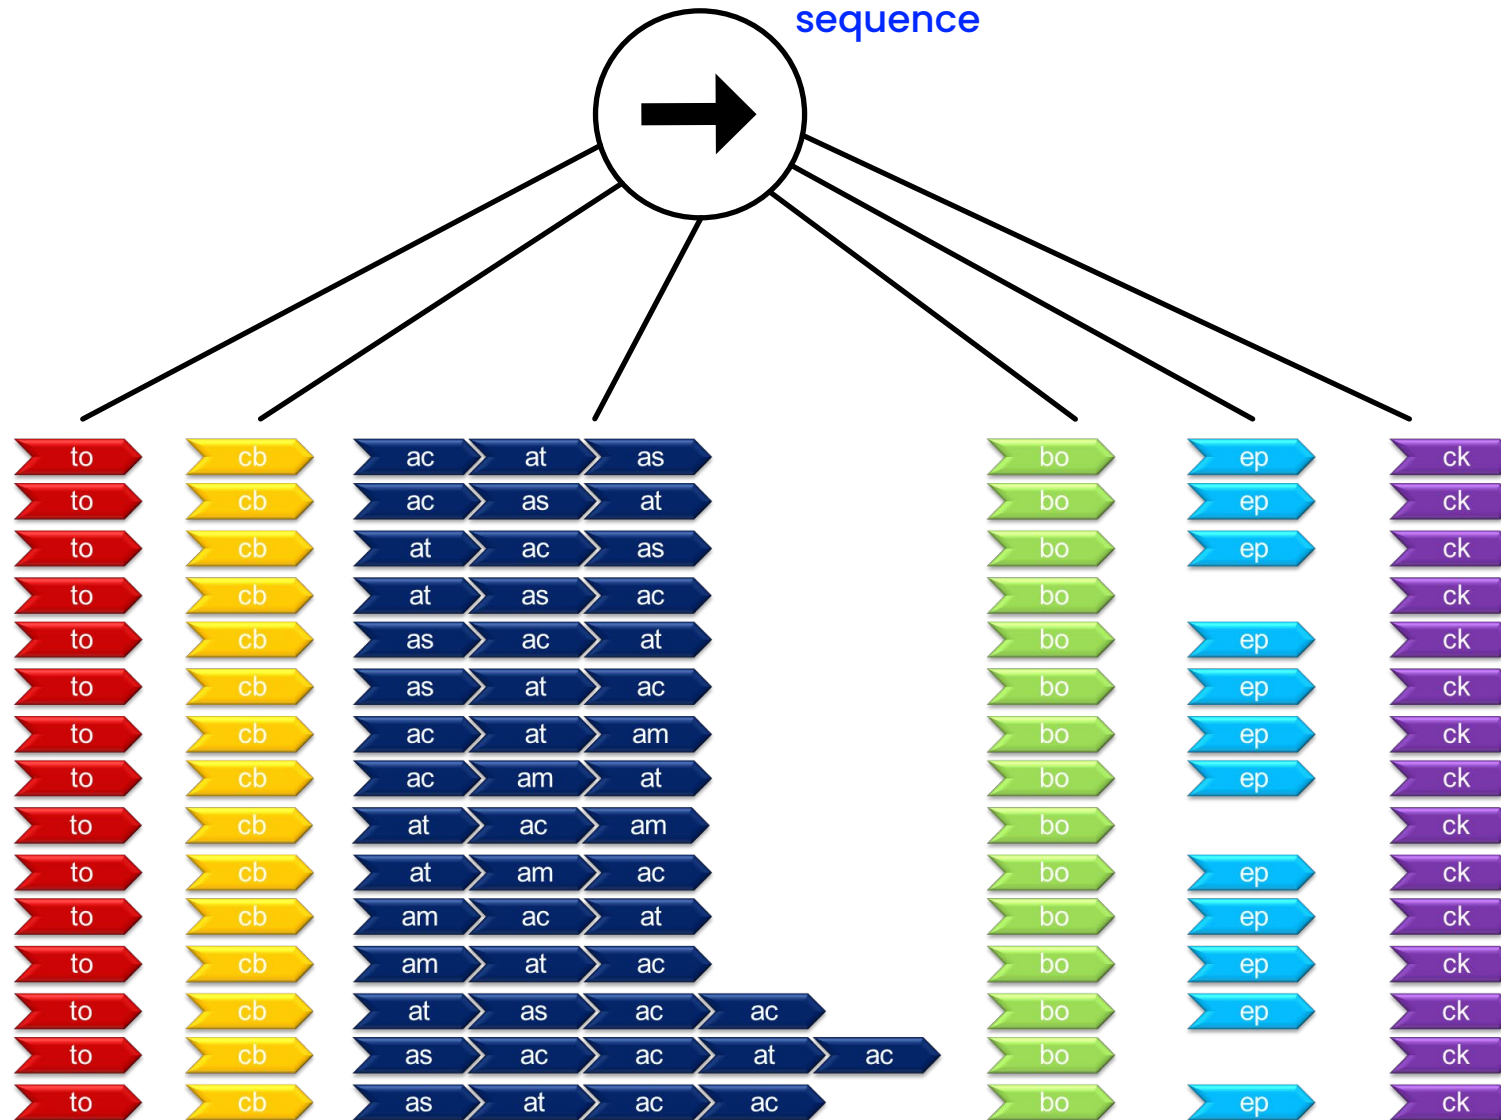 sequence
to cb ac at as bo ep ck
to cb ac as at bo ep ck
to cb at ac as bo ep ck
to cb at as ac bo ck
to cb as ac at bo ep ck
to cb as at ac bo ep ck
to cb ac at am bo ep ck
to cb ac am at bo ep ck
to cb at ac am bo ck
to cb at am ac bo ep ck
to cb am ac at bo ep ck
to cb am at ac bo ep ck
to cb at as ac ac bo ep ck
to cb as ac ac at ac bo ck
to cb as at ac ac bo ep ck